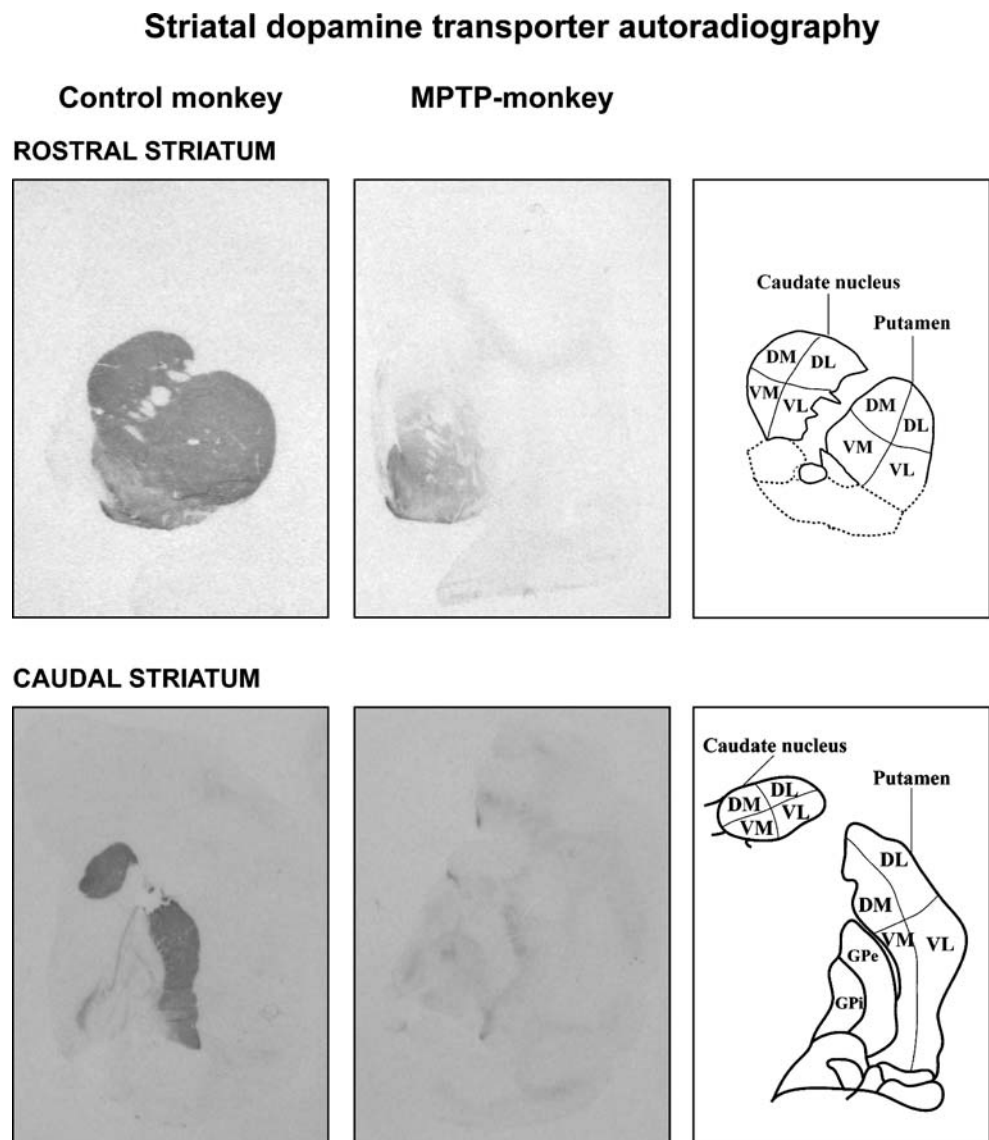 Striatal dopamine transporter autoradiography
Control monkey MPTP-monkey
ROSTRAL STRIATUM
Caudate nucleus
Putamen
DM DL
VM VL
DM
DL
VM
VL
CAUDAL STRIATUM
Caudate nucleus
Putamen
DL
DM VL
VM
DL
DM
VM VL
GPe
GPi